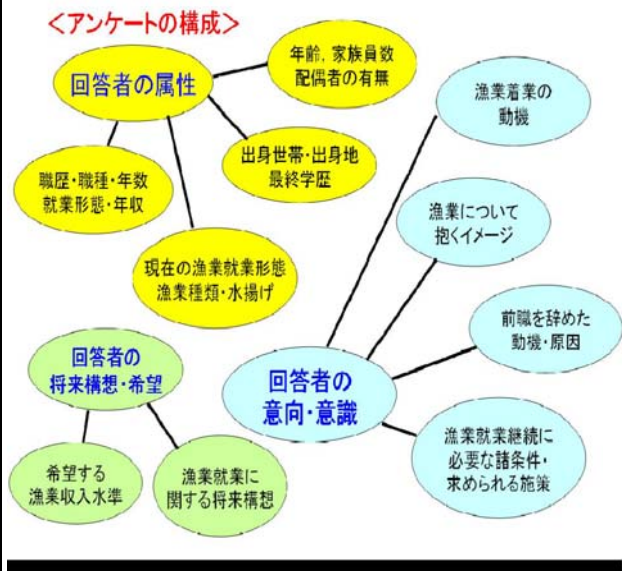 ＜アンケートの構成＞
回答者の属性
年齢，家族員数
配偶者の有無
出身世帯・出身地
最終学歴
職歴・職種・年数
就業形態・年収
現在の漁業就業形態
漁業種類・水揚げ
漁業着業の
動機
漁業について
抱くイメージ
前職を辞めた
動機・原因
回答者の
意向・意識
漁業就業継続に
必要な諸条件・
求められる施策
回答者の
将来構想・希望
希望する
漁業収入水準
漁業就業に
関する将来構想